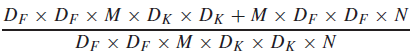 D_F × D_F × M × D_K × D_K + M × D_F × D_F × N
D_F × D_F × M × D_K × D_K × N